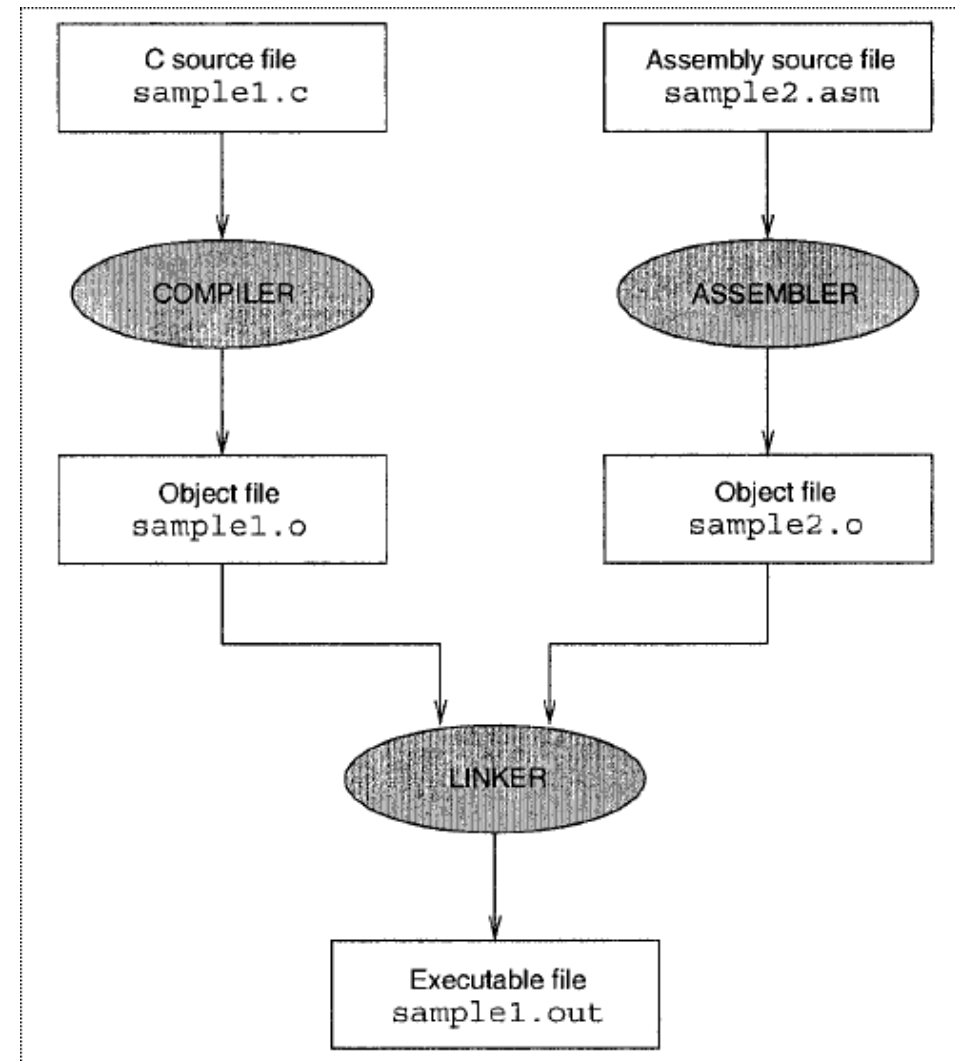 C source file
sample1.c
Assembly source file
sample2.asm
COMPILER
ASSEMBLER
Object file
sample1.o
Object file
sample2.o
LINKER
Executable file
sample1.out